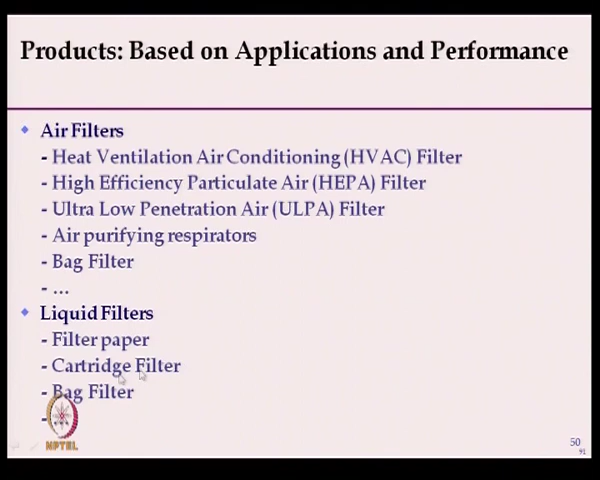 Products: Based on Applications and Performance
Air Filters
- Heat Ventilation Air Conditioning (HVAC) Filter
- High Efficiency Particulate Air (HEPA) Filter
- Ultra Low Penetration Air (ULPA) Filter
- Air purifying respirators
- Bag Filter
- ...
Liquid Filters
- Filter paper
- Cartridge Filter
- Bag Filter
-
NPTEL
50
91